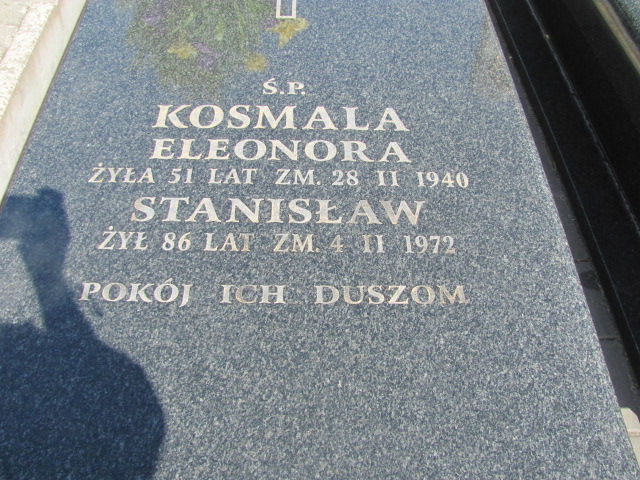 Ś.P.
KOSMALA
ELEONORA
ŻYŁA 51 LAT ZM. 28 II 1940
STANISŁAW
ŻYŁ 86 LAT ZM. 4 II 1972
POKÓJ ICH DUSZOM